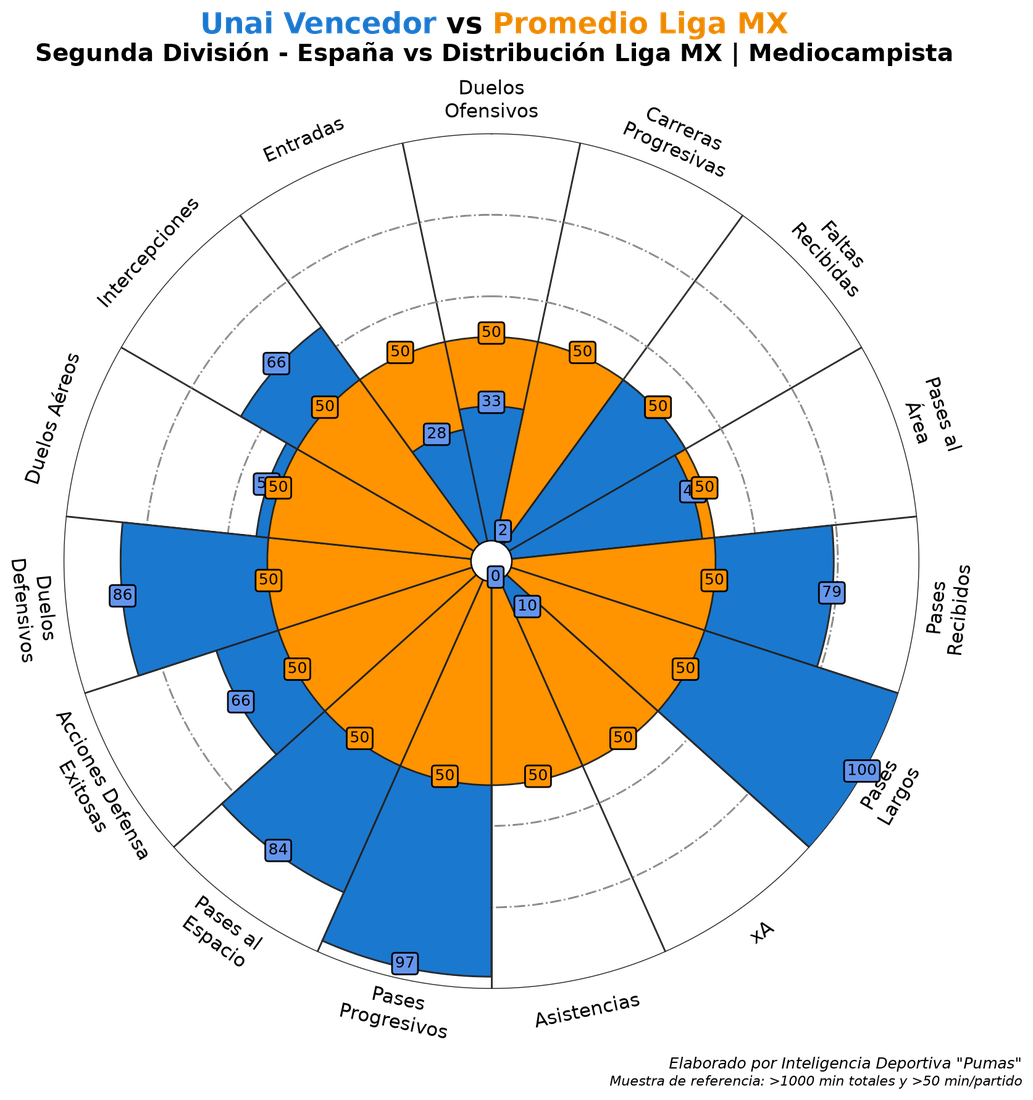 Unai Vencedor vs Promedio Liga MX
Segunda División - España vs Distribución Liga MX | Mediocampista
Duelos
Ofensivos
Carreras
Progresivas
Faltas
Recibidas
Pases al
Área
Pases
Recibidos
Pases
Largos
xA
Asistencias
Pases
Progresivos
Pases al
Espacio
Acciones Defensa
Exitosas
Duelos
Defensivos
Duelos Aéreos
Intercepciones
Entradas
50
33
50
2
50
50
79
50
100
50
10
50
0
50
97
50
84
50
66
50
86
50
50
50
66
50
28
50
Elaborado por Inteligencia Deportiva "Pumas"
Muestra de referencia: >1000 min totales y >50 min/partido